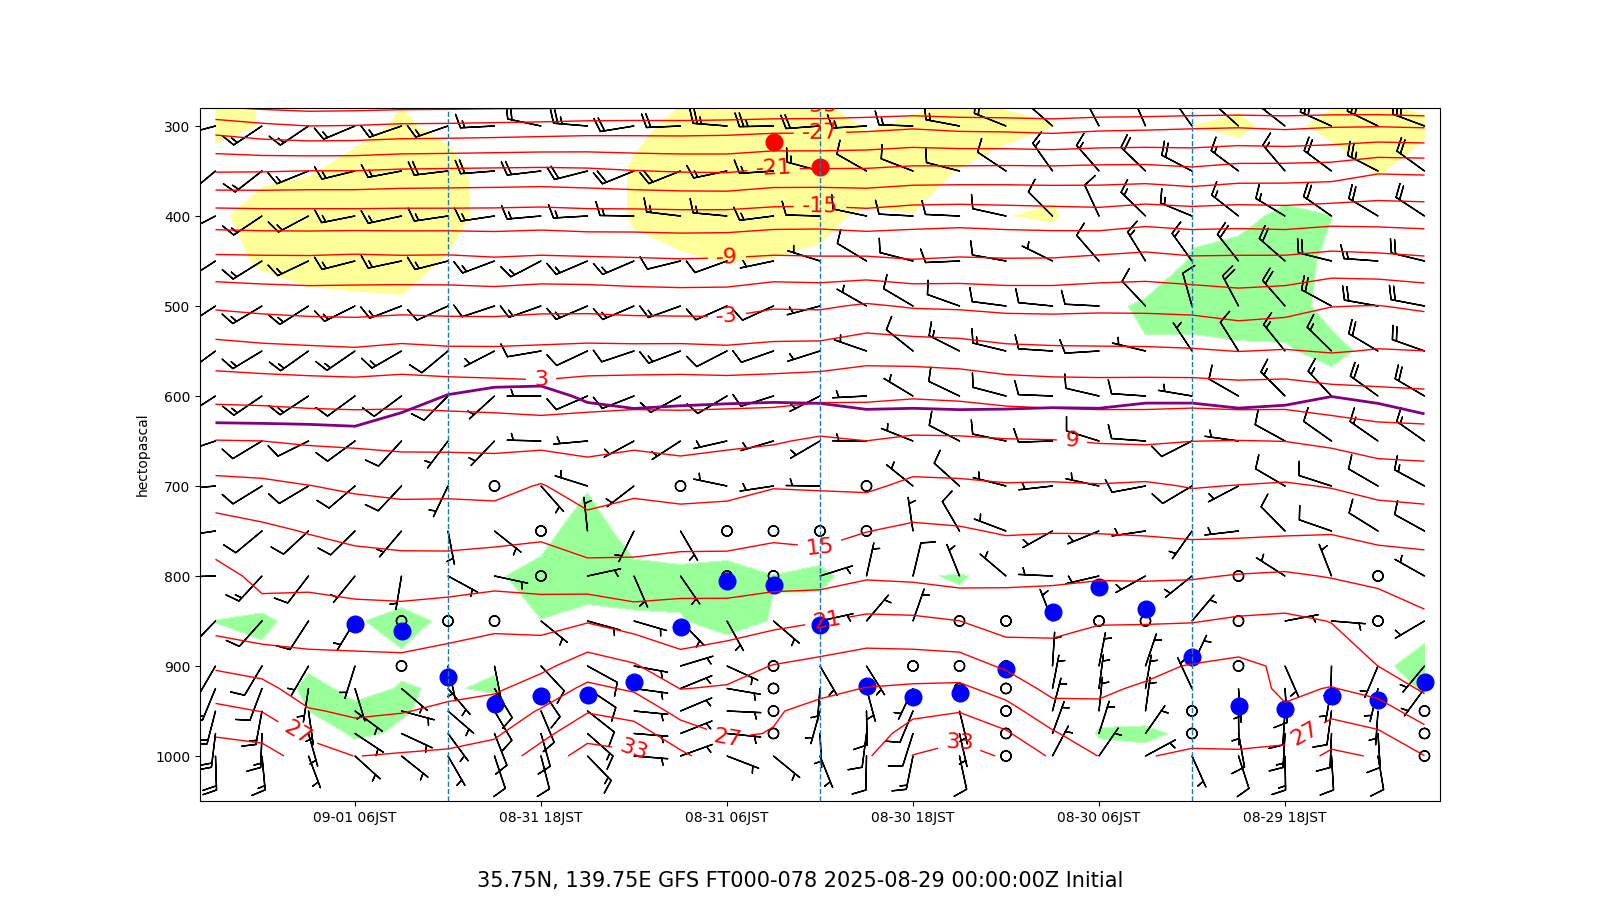 300
400
500
600
700
800
900
1000
hectopascal
-27
-21
-15
-9
-3
3
9
15
21
27
33
27
33
27
09-01 06JST
08-31 18JST
08-31 06JST
08-30 18JST
08-30 06JST
08-29 18JST
35.75N, 139.75E GFS FT000-078 2025-08-29 00:00:00Z Initial